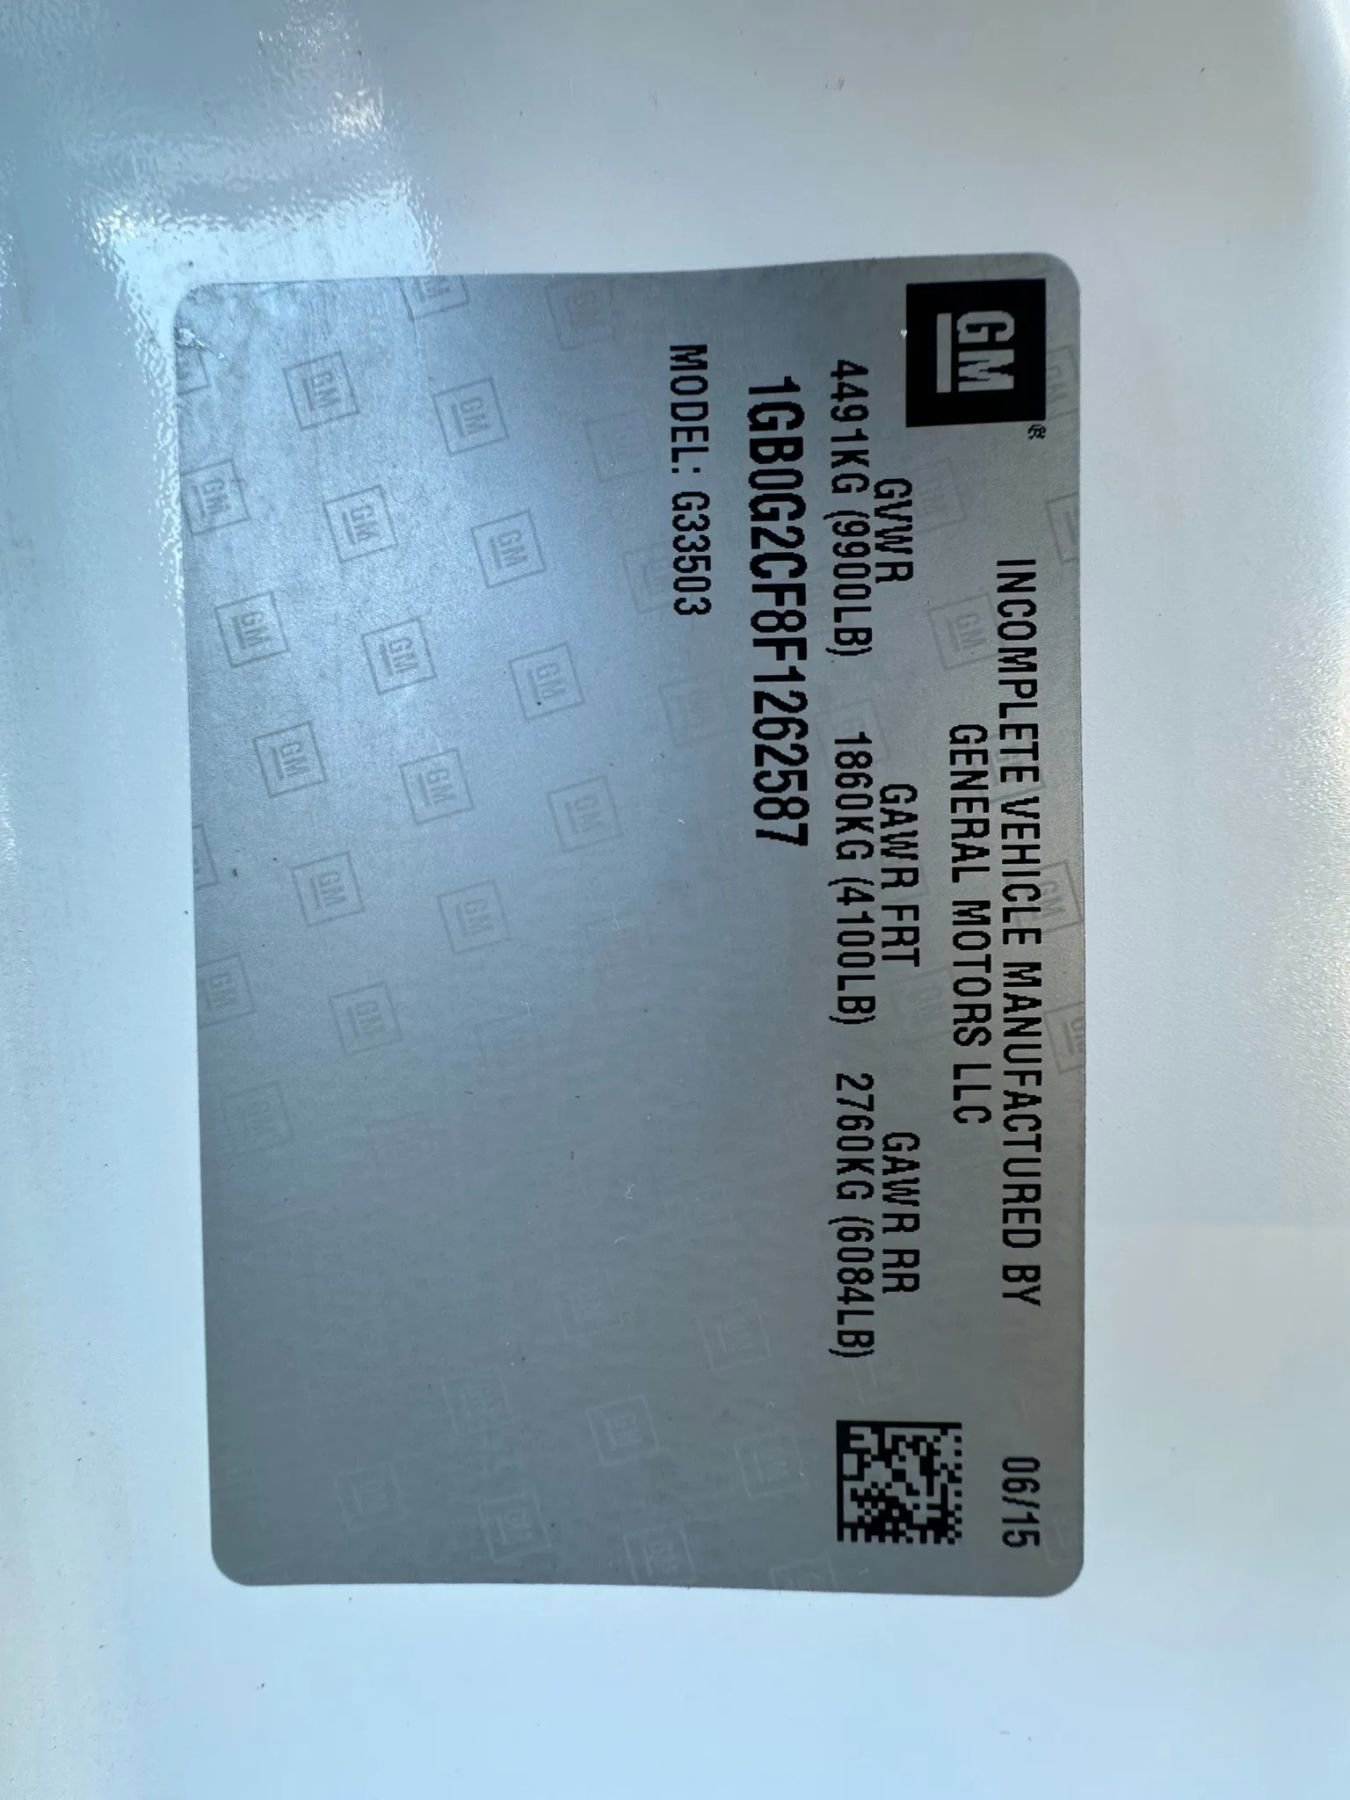 GM®
INCOMPLETE VEHICLE MANUFACTURED BY 06/15
GENERAL MOTORS LLC
GVWR GAWR FRT GAWR RR
4491KG (9900LB) 1860KG (4100LB) 2760KG (6084LB)
1GB0G2CF8F1262587
MODEL: G33503